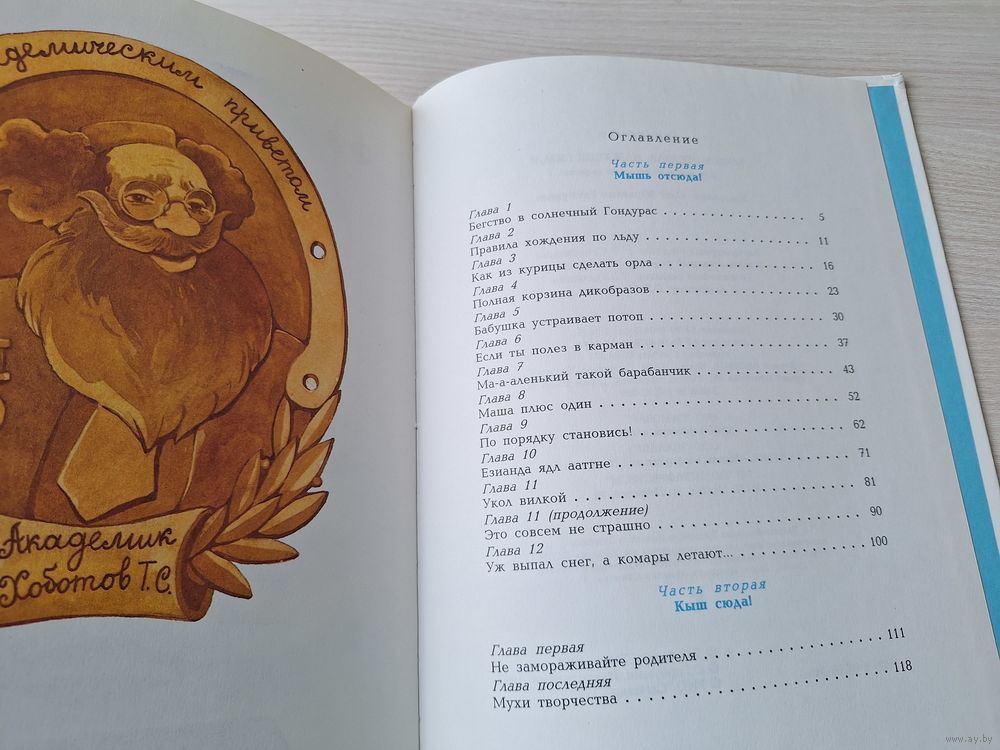 демическим приветом
Академик
Хоботов Т.С.
Оглавление
Часть первая
Мышь отсюда!
Глава 1
Бегство в солнечный Гондурас . . . . . . . . . . . . . . . . 5
Глава 2
Правила хождения по льду . . . . . . . . . . . . . . . . . 11
Глава 3
Как из курицы сделать орла . . . . . . . . . . . . . . . . 16
Глава 4
Полная корзина дикобразов . . . . . . . . . . . . . . . . 23
Глава 5
Бабушка устраивает потоп . . . . . . . . . . . . . . . . . 30
Глава 6
Если ты полез в карман . . . . . . . . . . . . . . . . . . 37
Глава 7
Ма-а-аленький такой барабанчик . . . . . . . . . . . . . 43
Глава 8
Маша плюс один . . . . . . . . . . . . . . . . . . . . . . 52
Глава 9
По порядку становись! . . . . . . . . . . . . . . . . . . . 62
Глава 10
Езианда ядл аатгне . . . . . . . . . . . . . . . . . . . . . 71
Глава 11
Укол вилкой . . . . . . . . . . . . . . . . . . . . . . . . 81
Глава 11 (продолжение)
Это совсем не страшно . . . . . . . . . . . . . . . . . . 90
Глава 12
Уж выпал снег, а комары летают... . . . . . . . . . . . . 100
Часть вторая
Кыш сюда!
Глава первая
Не замораживайте родителя . . . . . . . . . . . . . . . 111
Глава последняя
Мухи творчества . . . . . . . . . . . . . . . . . . . . . 118
www.ay.by